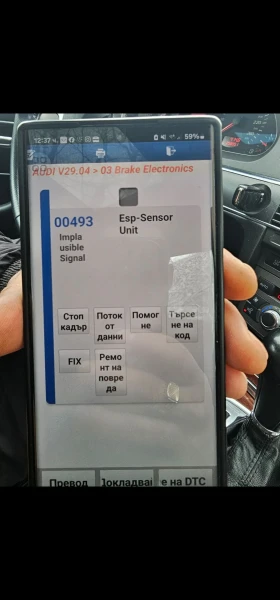 12:37 ч.
59%
AUDI V29.04 > 03 Brake Electronics
00493
Esp-Sensor
Unit
Impla
usible
Signal
Стоп
кадър
Поток
от
данни
Помог
не
Търсе
не на
код
FIX
Ремо
нт на
повре
да
Превод
Докладвай
е на DTC